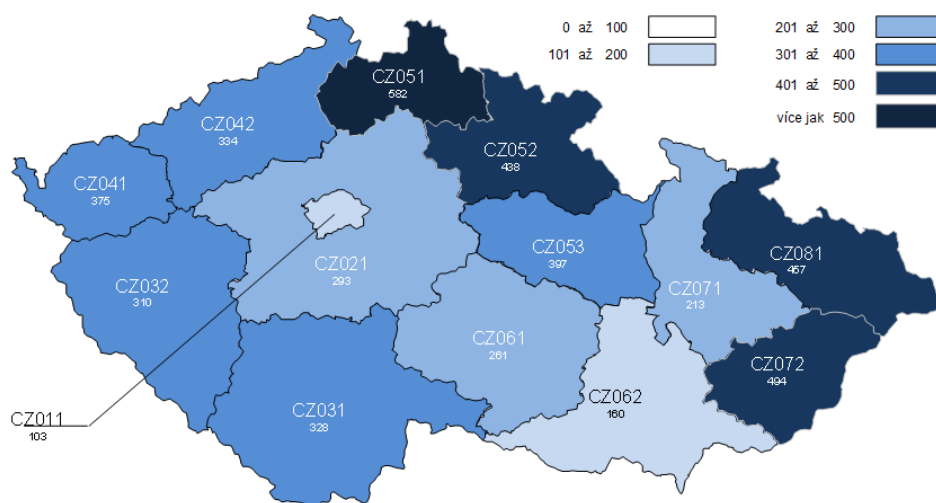 0 až 100
101 až 200
201 až 300
301 až 400
401 až 500
více jak 500
CZ051
582
CZ042
334
CZ052
438
CZ041
375
CZ053
397
CZ081
457
CZ021
293
CZ032
310
CZ071
213
CZ061
261
CZ072
494
CZ062
160
CZ031
328
CZ011
103